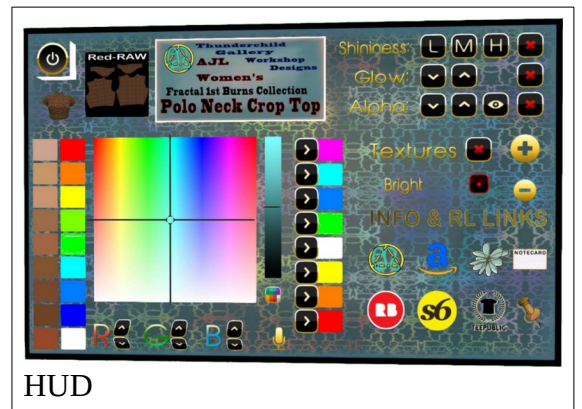 Red-RAW
Thunderchild
Gallery
AJL Workshop
Designs
Women's
Fractal 1st Burns Collection
Polo Neck Crop Top
Shininess: L M H
Glow:
Alpha:
Textures
Bright
INFO & RL LINKS
NOTECARD
a
RB
s6
TEEPUBLIC
R G B
HUD